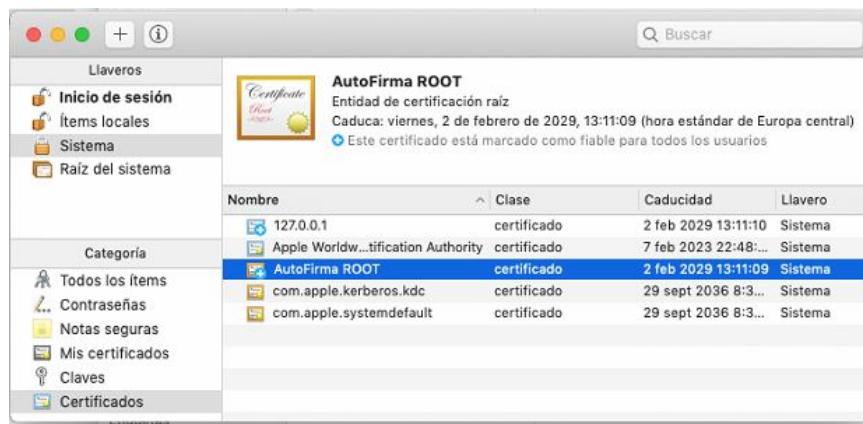 Buscar
Llaveros
Inicio de sesión
Ítems locales
Sistema
Raíz del sistema
Certificate
Root
AutoFirma ROOT
Entidad de certificación raíz
Caduca: viernes, 2 de febrero de 2029, 13:11:09 (hora estándar de Europa central)
Este certificado está marcado como fiable para todos los usuarios
Nombre Clase Caducidad Llavero
127.0.0.1 certificado 2 feb 2029 13:11:10 Sistema
Apple Worldw...tification Authority certificado 7 feb 2023 22:48:... Sistema
AutoFirma ROOT certificado 2 feb 2029 13:11:09 Sistema
com.apple.kerberos.kdc certificado 29 sept 2036 8:3... Sistema
com.apple.systemdefault certificado 29 sept 2036 8:3... Sistema
Categoría
Todos los ítems
Contraseñas
Notas seguras
Mis certificados
Claves
Certificados